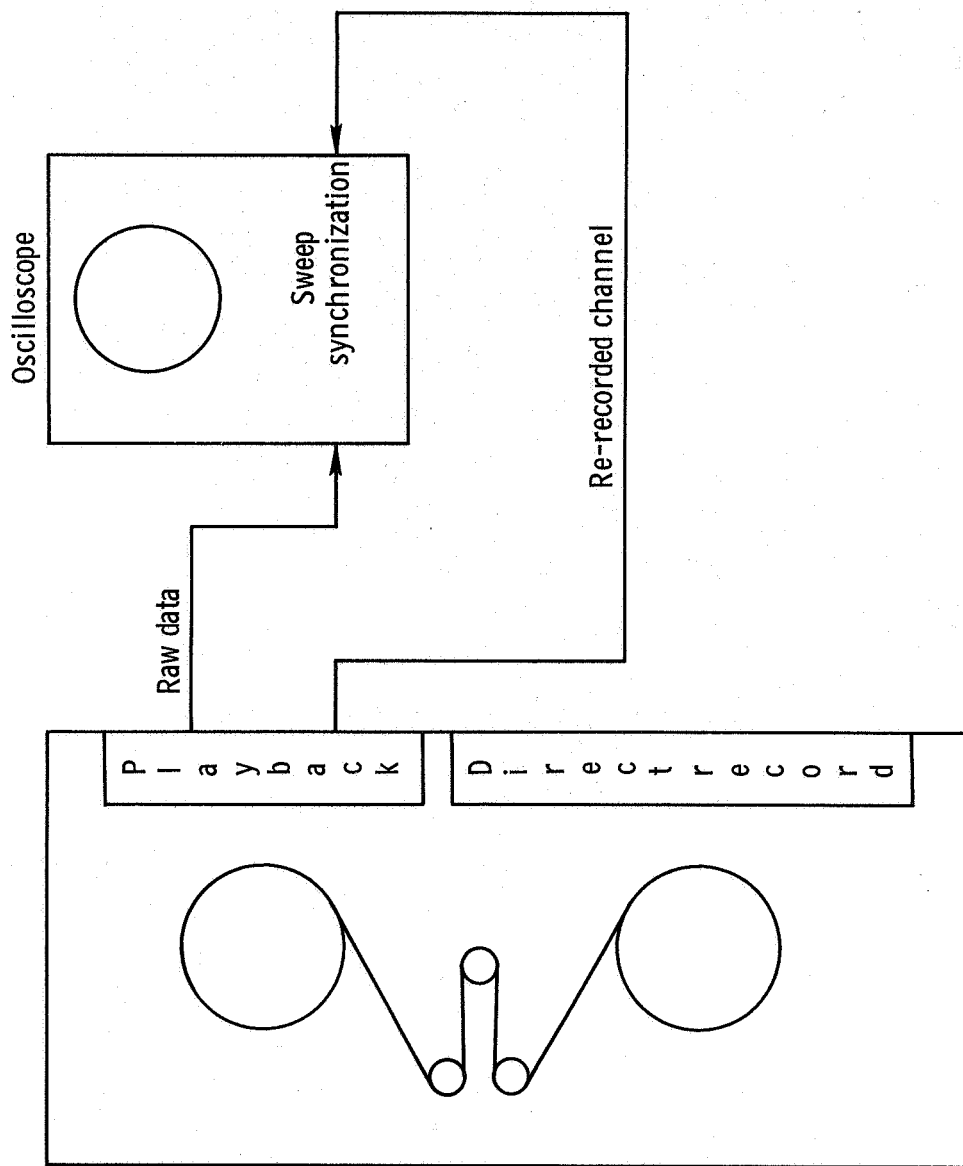 Oscilloscope
Sweep
synchronization
Raw data
Re-recorded channel
Playback
Direct record